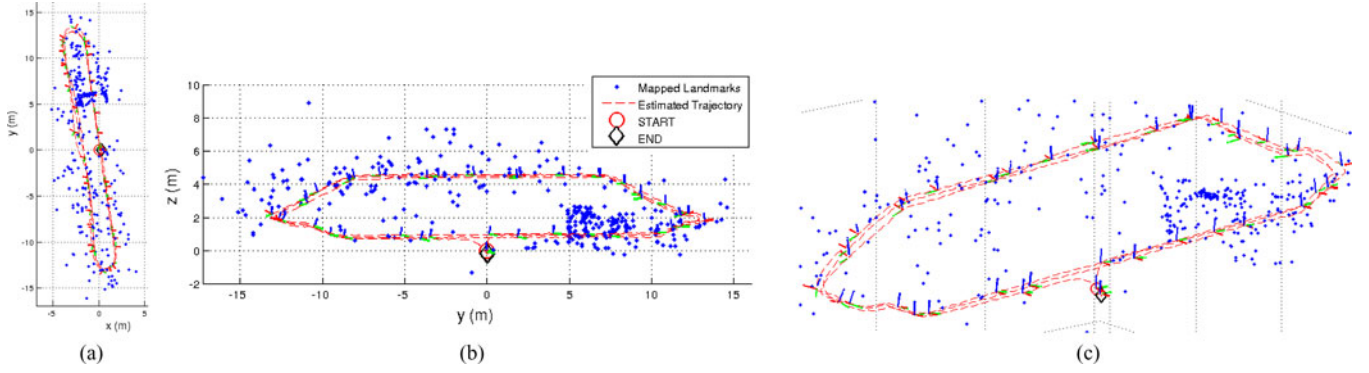 15
10
5
0
-5
-10
-15
-5 0 5
y (m)
x (m)
(a)
10
8
6
4
2
0
-2
-15 -10 -5 0 5 10 15
z (m)
y (m)
Mapped Landmarks
Estimated Trajectory
START
END
(b)
(c)